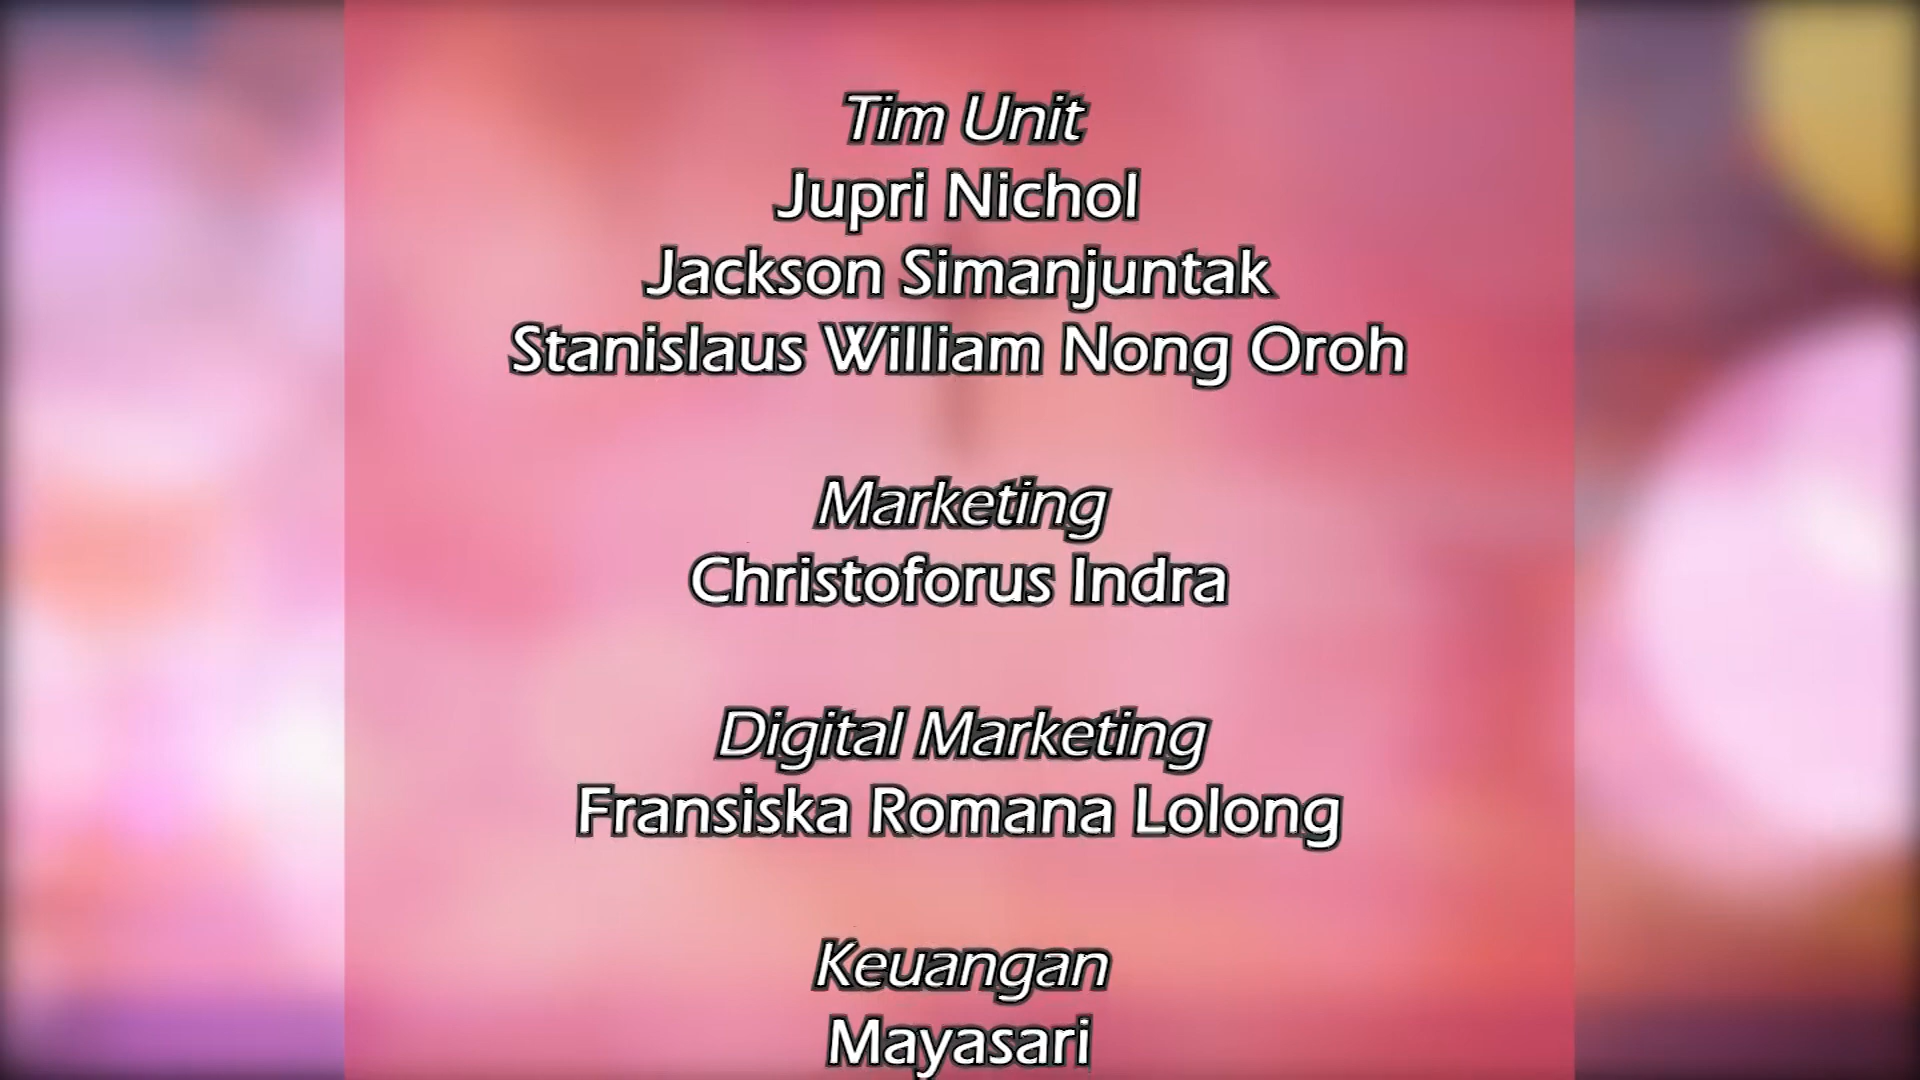 Tim Unit
Jupri Nichol
Jackson Simanjuntak
Stanislaus William Nong Oroh
Marketing
Christoforus Indra
Digital Marketing
Fransiska Romana Lolong
Keuangan
Mayasari